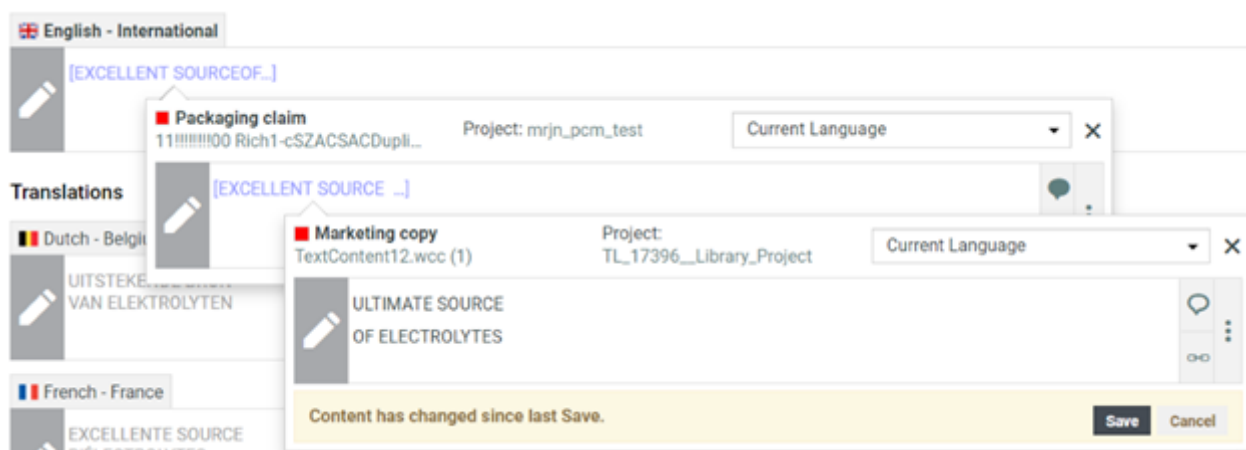 English - International
[EXCELLENT SOURCEOF...]
Packaging claim
11!!!!!!!!!00 Rich1-cSZACSACDupli...
Project: mrjn_pcm_test
Current Language
Translations
[EXCELLENT SOURCE ...]
Dutch - Belgi
Marketing copy
TextContent12.wcc (1)
Project:
TL_17396__Library_Project
Current Language
VAN ELEKTROLYTEN
ULTIMATE SOURCE
OF ELECTROLYTES
French - France
EXCELLENTE SOURCE
Content has changed since last Save.
Save
Cancel